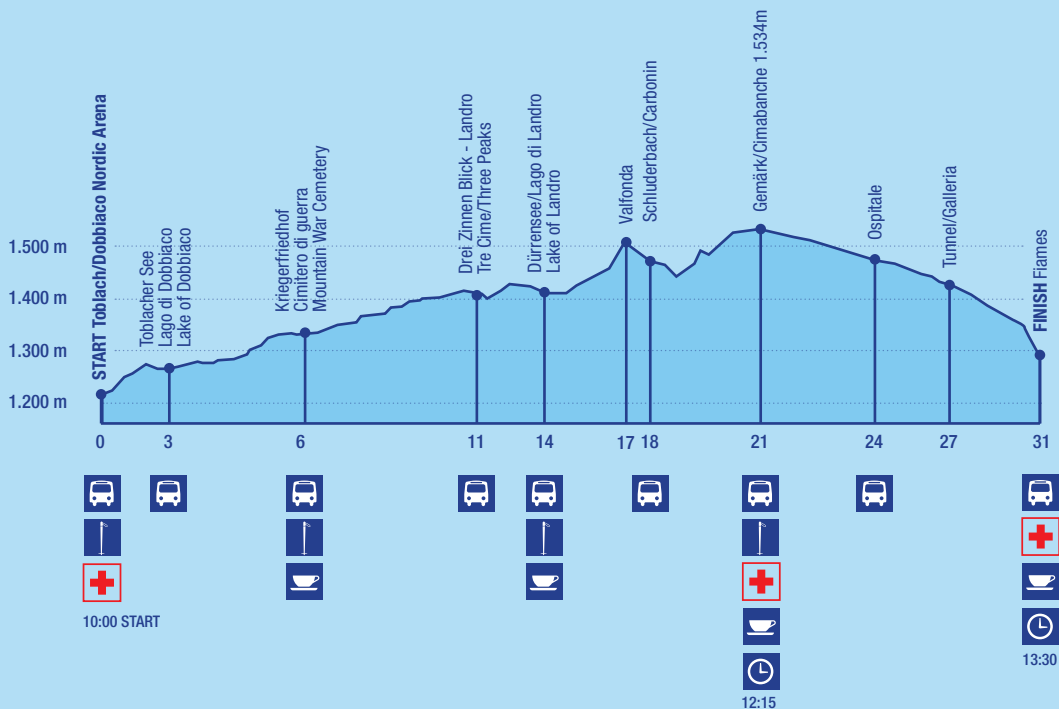 START Toblach/Dobbiaco Nordic Arena
Toblacher See
Lago di Dobbiaco
Lake of Dobbiaco
Kriegerfriedhof
Cimitero di guerra
Mountain War Cemetery
Drei Zinnen Blick - Landro
Tre Cime/Three Peaks
Dürrensee/Lago di Landro
Lake of Landro
Valfonda
Schluderbach/Carbonin
Gemärk/Cimabanche 1.534m
Ospitale
Tunnel/Galleria
FINISH Fiames
1.500 m
1.400 m
1.300 m
1.200 m
0 3 6 11 14 17 18 21 24 27 31
10:00 START
12:15
13:30